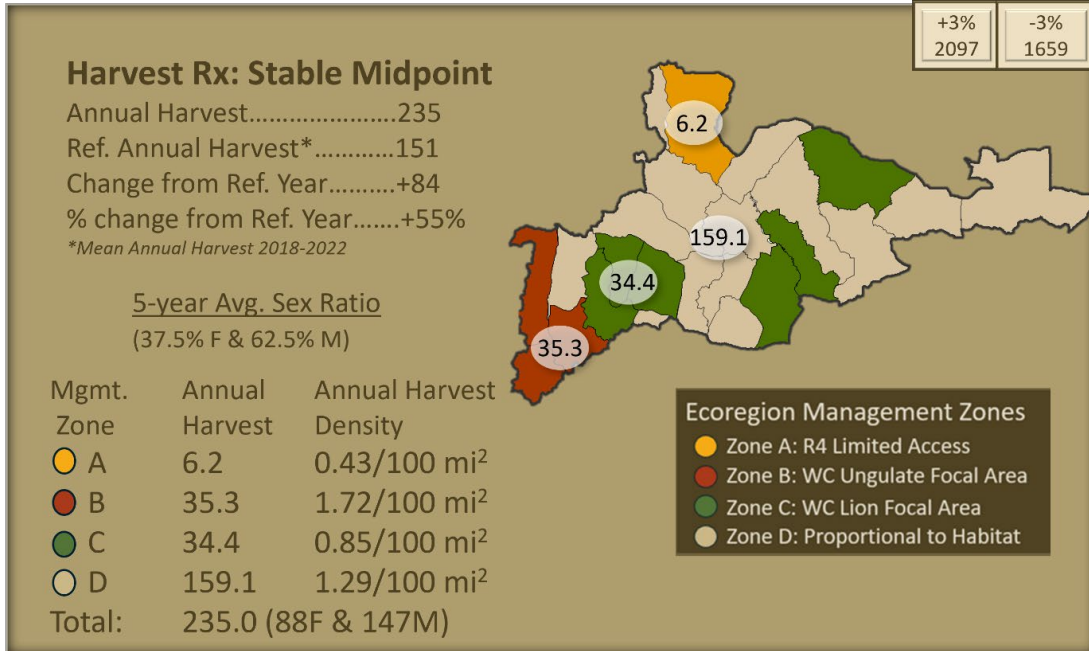 +3% -3%
2097 1659
Harvest Rx: Stable Midpoint
Annual Harvest......................235
Ref. Annual Harvest*............151
Change from Ref. Year..........+84
% change from Ref. Year.......+55%
*Mean Annual Harvest 2018-2022
5-year Avg. Sex Ratio
(37.5% F & 62.5% M)
Mgmt. Annual Annual Harvest
Zone Harvest Density
A 6.2 0.43/100 mi²
B 35.3 1.72/100 mi²
C 34.4 0.85/100 mi²
D 159.1 1.29/100 mi²
Total: 235.0 (88F & 147M)
6.2
159.1
34.4
35.3
Ecoregion Management Zones
Zone A: R4 Limited Access
Zone B: WC Ungulate Focal Area
Zone C: WC Lion Focal Area
Zone D: Proportional to Habitat